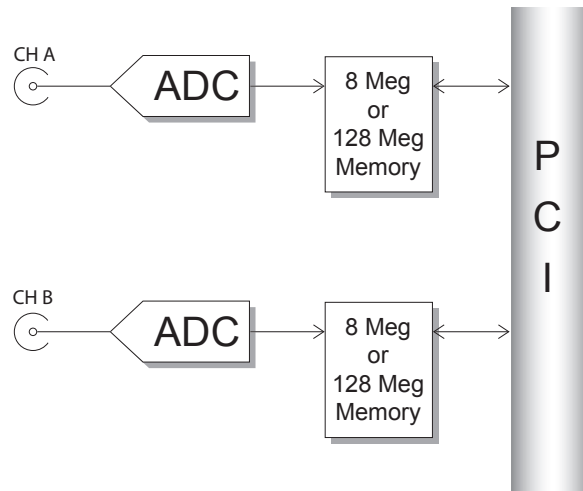 CH A
ADC
8 Meg
or
128 Meg
Memory
P
C
I
CH B
ADC
8 Meg
or
128 Meg
Memory